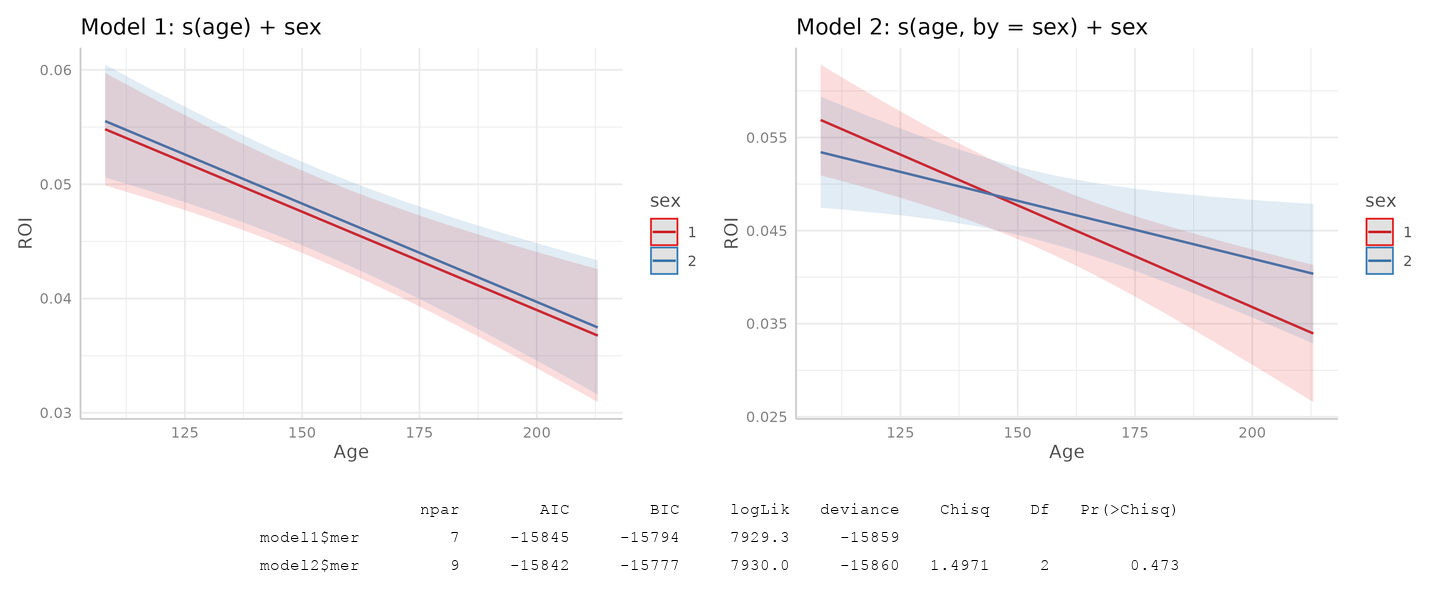 Model 1: s(age) + sex
0.06
0.05
0.04
0.03
ROI
125 150 175 200
Age
sex
1
2
Model 2: s(age, by = sex) + sex
0.055
0.045
0.035
0.025
ROI
125 150 175 200
Age
sex
1
2
npar AIC BIC logLik deviance Chisq Df Pr(>Chisq)
model1$mer 7 -15845 -15794 7929.3 -15859
model2$mer 9 -15842 -15777 7930.0 -15860 1.4971 2 0.473